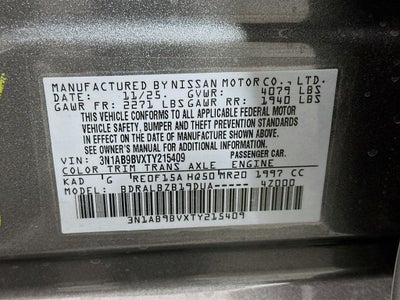 MANUFACTURED BY NISSAN MOTOR CO., LTD.
DATE: 11/25. GVWR: 4079 LBS
GAWR FR: 2271 LBS GAWR RR: 1940 LBS
THIS VEHICLE CONFORMS TO ALL APPLICABLE FEDERAL MOTOR
VEHICLE SAFETY, BUMPER AND THEFT PREVENTION STANDARDS
IN EFFECT ON THE DATE OF MANUFACTURE SHOWN ABOVE.
SEE OWNER'S MANUAL FOR ADDITIONAL INFORMATION
VIN: 3N1AB9BVXTY215409 PASSENGER CAR.
COLOR TRIM TRANS AXLE ENGINE
KAD G RE0F15A HQ50 MR20 1997 CC
MODEL: BDRALBZB19DUA----- 4Z000
3N1AB9BVXTY215409